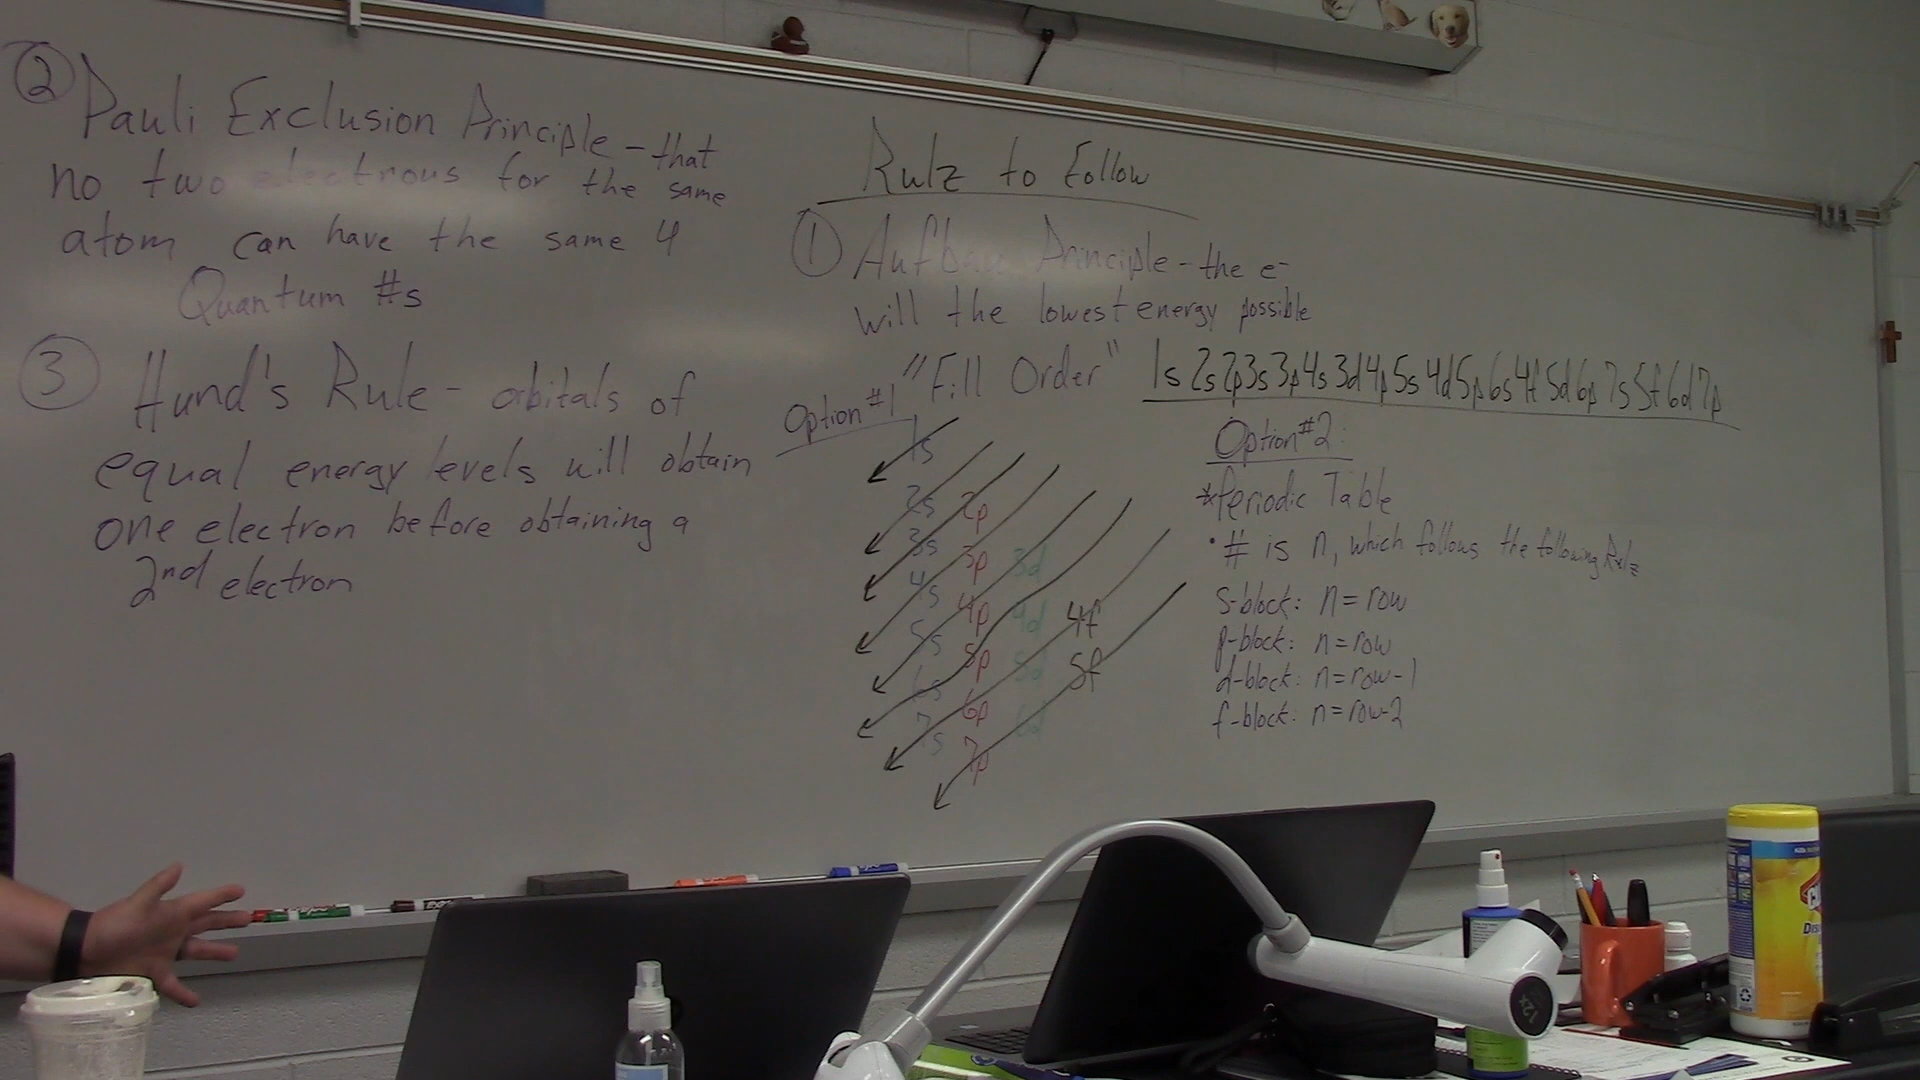 ② Pauli Exclusion Principle - that
no two electrons for the same
atom can have the same 4
Quantum #s
③ Hund's Rule - orbitals of
equal energy levels will obtain
one electron before obtaining a
2nd electron
Rulz to Follow
① Aufbau Principle - the e-
will the lowest energy possible
"Fill Order" 1s 2s 2p 3s 3p 4s 3d 4p 5s 4d 5p 6s 4f 5d 6p 7s 5f 6d 7p
Option #1
1s
2s 2p
3s 3p 3d
4s 4p 4d 4f
5s 5p 5d 5f
6s 6p 6d
7s 7p
Option #2:
*Periodic Table
• # is n, which follows the following
s-block: n = row
p-block: n = row
d-block: n = row-1
f-block: n = row-2
12X